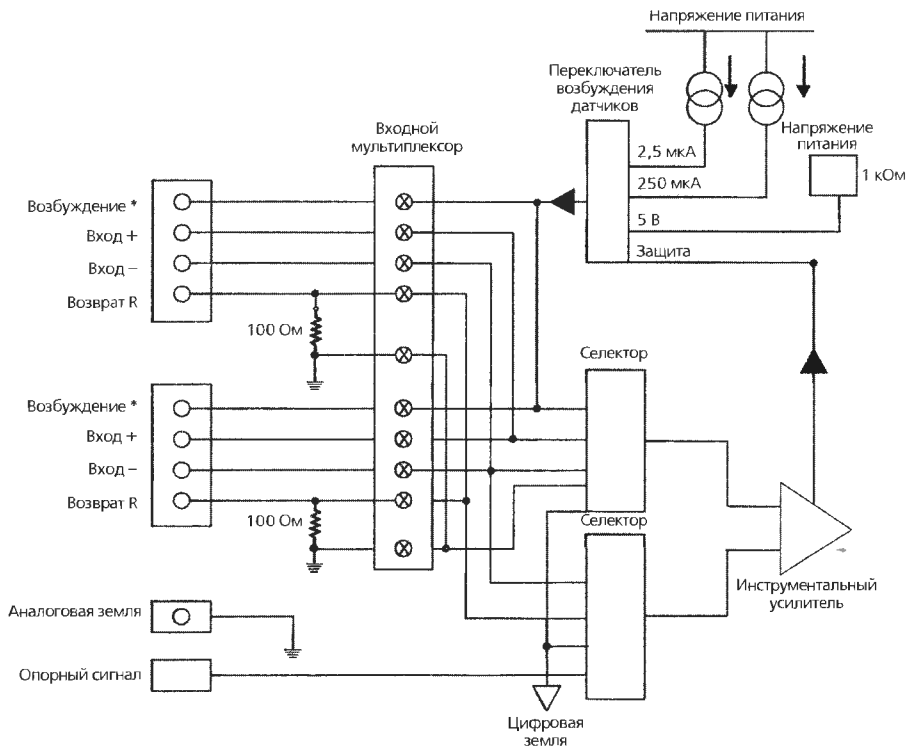 Напряжение питания
Переключатель
возбуждения
датчиков
Входной
мультиплексор
Напряжение
питания
2,5 мкА
1 кОм
250 мкА
5 В
Защита
Возбуждение *
Вход +
Вход –
Возврат R
100 Ом
Селектор
Возбуждение *
Вход +
Вход –
Возврат R
100 Ом
Селектор
Инструментальный
усилитель
Аналоговая земля
Опорный сигнал
Цифровая
земля